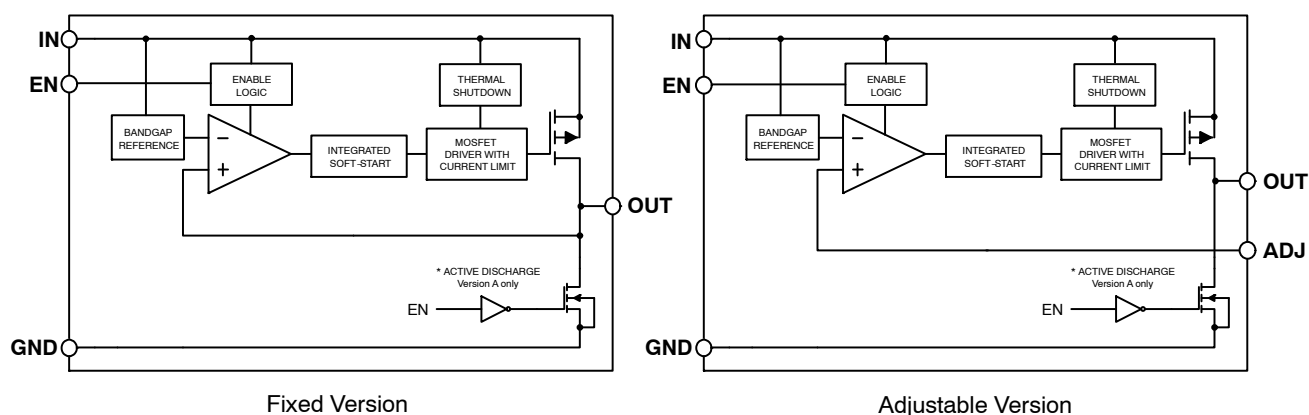 IN
EN
ENABLE
LOGIC
THERMAL
SHUTDOWN
BANDGAP
REFERENCE
−
+
INTEGRATED
SOFT-START
MOSFET
DRIVER WITH
CURRENT LIMIT
OUT
* ACTIVE DISCHARGE
Version A only
EN
GND
Fixed Version
IN
EN
ENABLE
LOGIC
THERMAL
SHUTDOWN
BANDGAP
REFERENCE
−
+
INTEGRATED
SOFT-START
MOSFET
DRIVER WITH
CURRENT LIMIT
OUT
ADJ
* ACTIVE DISCHARGE
Version A only
EN
GND
Adjustable Version